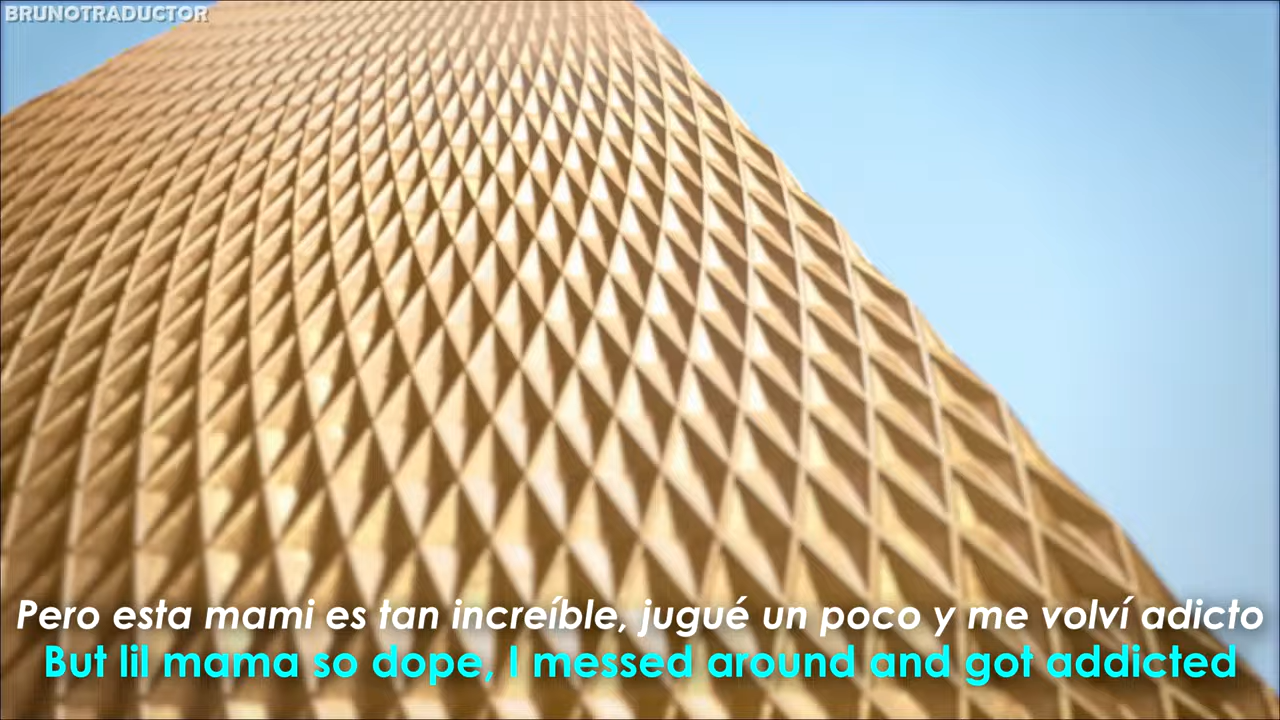 BRUNOTRADUCTOR
Pero esta mami es tan increíble, jugué un poco y me volví adicto
But lil mama so dope, I messed around and got addicted